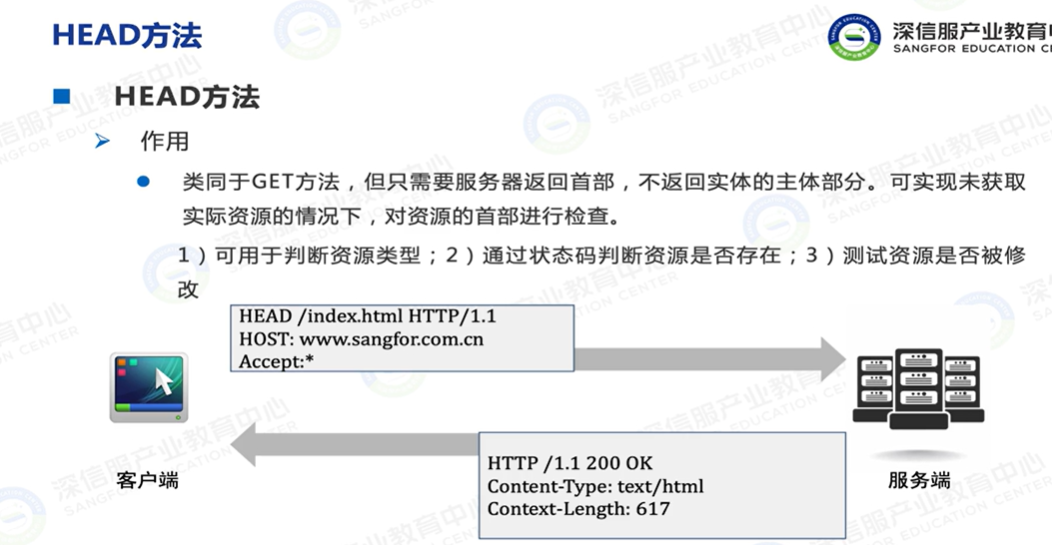 HEAD方法
深信服产业教育
SANGFOR EDUCATION
HEAD方法
作用
类同于GET方法，但只需要服务器返回首部，不返回实体的主体部分。可实现未获取
实际资源的情况下，对资源的首部进行检查。
1）可用于判断资源类型；2）通过状态码判断资源是否存在；3）测试资源是否被修
改
HEAD /index.html HTTP/1.1
HOST: www.sangfor.com.cn
Accept:*
客户端
HTTP /1.1 200 OK
Content-Type: text/html
Context-Length: 617
服务端